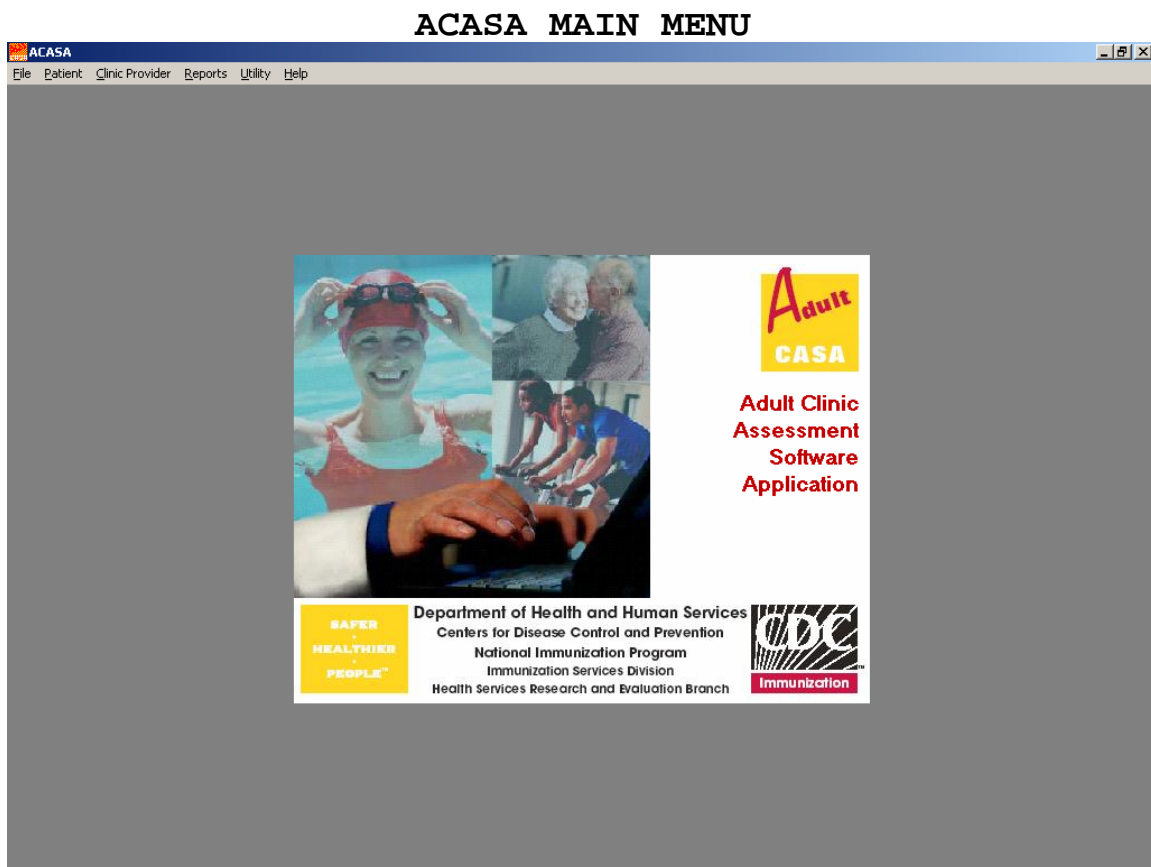 ACASA MAIN MENU
ACASA
File Patient Clinic Provider Reports Utility Help
Adult
CASA
Adult Clinic
Assessment
Software
Application
SAFER
•
HEALTHIER
•
PEOPLE™
Department of Health and Human Services
Centers for Disease Control and Prevention
National Immunization Program
Immunization Services Division
Health Services Research and Evaluation Branch
CDC
Immunization